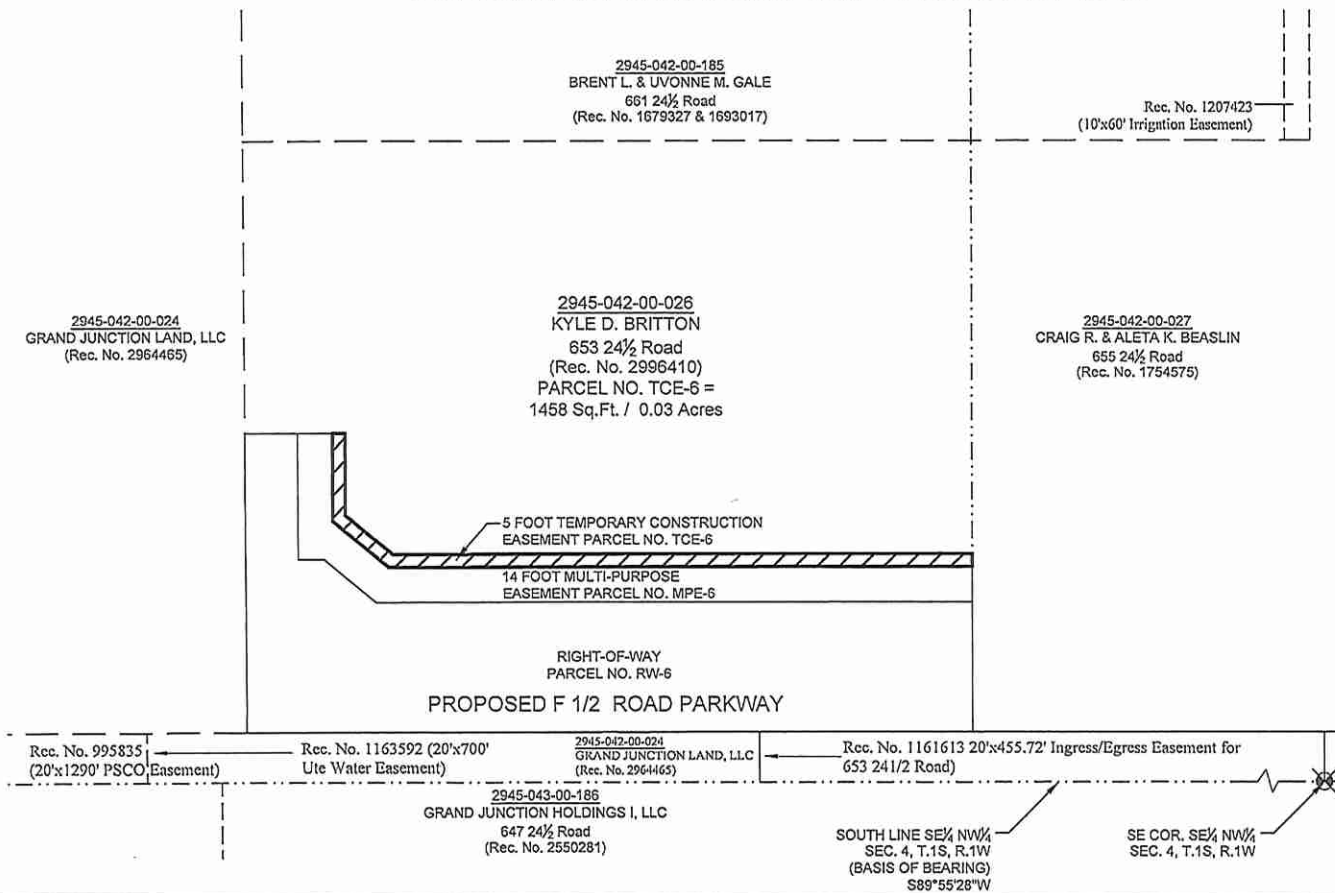 2945-042-00-185
BRENT L. & UVONNE M. GALE
661 24½ Road
(Rec. No. 1679327 & 1693017)
Rec. No. 1207423
(10'x60' Irrigation Easement)
2945-042-00-024
GRAND JUNCTION LAND, LLC
(Rec. No. 2964465)
2945-042-00-026
KYLE D. BRITTON
653 24½ Road
(Rec. No. 2996410)
PARCEL NO. TCE-6 =
1458 Sq.Ft. / 0.03 Acres
2945-042-00-027
CRAIG R. & ALETA K. BEASLIN
655 24½ Road
(Rec. No. 1754575)
5 FOOT TEMPORARY CONSTRUCTION
EASEMENT PARCEL NO. TCE-6
14 FOOT MULTI-PURPOSE
EASEMENT PARCEL NO. MPE-6
RIGHT-OF-WAY
PARCEL NO. RW-6
PROPOSED F 1/2 ROAD PARKWAY
Rec. No. 995835
(20'x1290' PSCO Easement)
Rec. No. 1163592 (20'x700'
Ute Water Easement)
2945-042-00-024
GRAND JUNCTION LAND, LLC
(Rec. No. 2964465)
Rec. No. 1161613 20'x455.72' Ingress/Egress Easement for
653 241/2 Road)
2945-043-00-186
GRAND JUNCTION HOLDINGS I, LLC
647 24½ Road
(Rec. No. 2550281)
SOUTH LINE SE¼ NW¼
SEC. 4, T.1S, R.1W
(BASIS OF BEARING)
S89°55'28"W
SE COR. SE¼ NW¼
SEC. 4, T.1S, R.1W